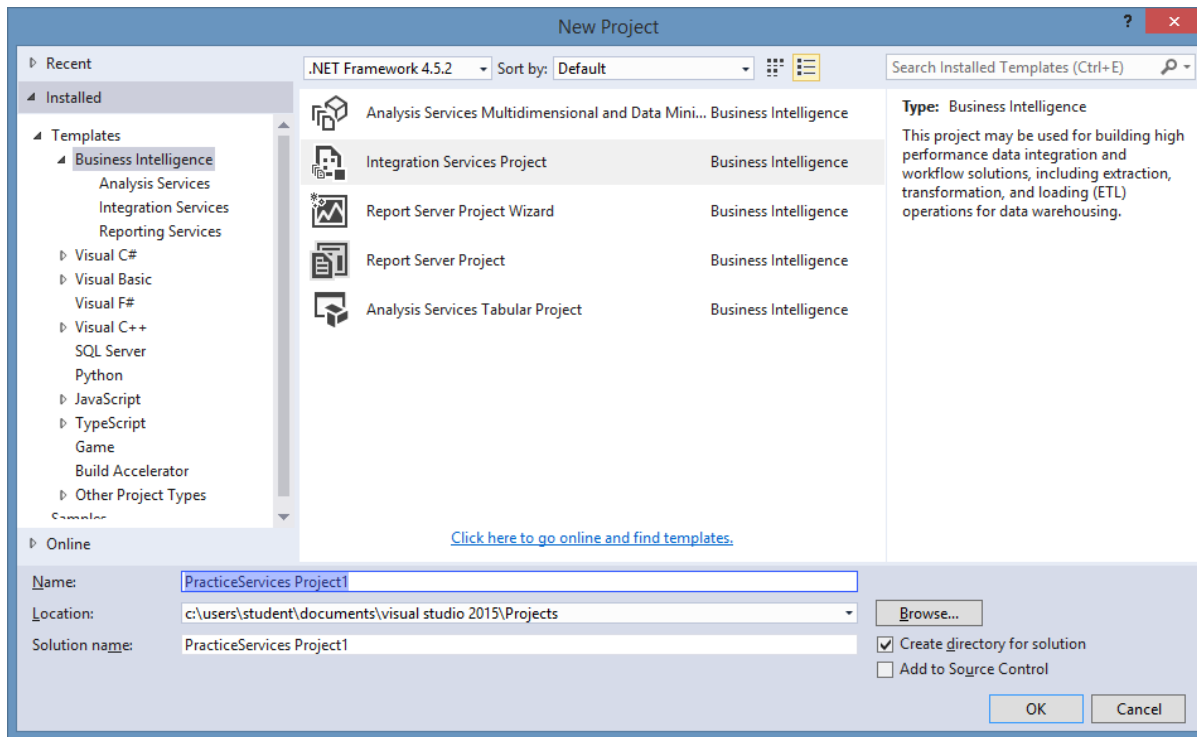 New Project
?
Recent
Installed
Templates
Business Intelligence
Analysis Services
Integration Services
Reporting Services
Visual C#
Visual Basic
Visual F#
Visual C++
SQL Server
Python
JavaScript
TypeScript
Game
Build Accelerator
Other Project Types
Samples
Online
.NET Framework 4.5.2 Sort by: Default
Analysis Services Multidimensional and Data Mini... Business Intelligence
Integration Services Project Business Intelligence
Report Server Project Wizard Business Intelligence
Report Server Project Business Intelligence
Analysis Services Tabular Project Business Intelligence
Click here to go online and find templates.
Search Installed Templates (Ctrl+E)
Type: Business Intelligence
This project may be used for building high
performance data integration and
workflow solutions, including extraction,
transformation, and loading (ETL)
operations for data warehousing.
Name: PracticeServices Project1
Location: c:\users\student\documents\visual studio 2015\Projects Browse...
Solution name: PracticeServices Project1
Create directory for solution
Add to Source Control
OK Cancel